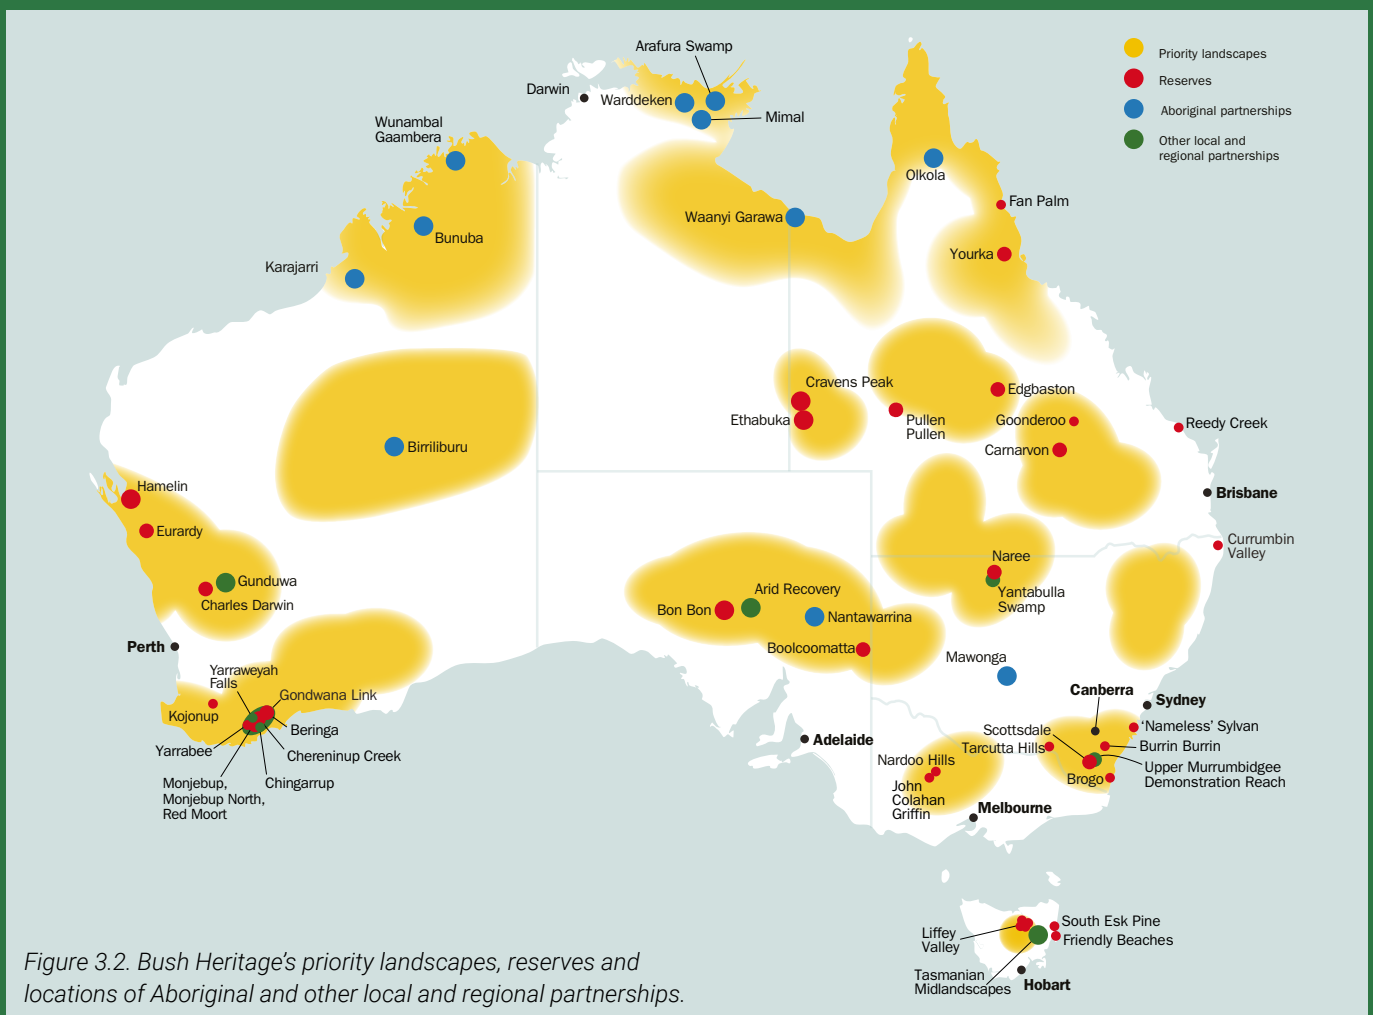 Arafura Swamp
Darwin
Warddeken
Mimal
Wunambal
Gaambera
Olkola
Fan Palm
Waanyi Garawa
Bunuba
Yourka
Karajarri
Priority landscapes
Reserves
Aboriginal partnerships
Other local and
regional partnerships
Cravens Peak
Edgbaston
Ethabuka
Pullen
Pullen
Goonderoo
Reedy Creek
Carnarvon
Birriliburu
Hamelin
Brisbane
Eurardy
Currumbin
Valley
Naree
Gunduwa
Charles Darwin
Arid Recovery
Yantabulla
Swamp
Bon Bon
Nantawarrina
Perth
Boolcoomatta
Mawonga
Yarraweyah
Falls
Gondwana Link
Canberra
Sydney
Kojonup
Beringa
Scottsdale
'Nameless' Sylvan
Yarrabee
Chereninup Creek
Adelaide
Tarcutta Hills
Burrin Burrin
Nardoo Hills
Upper Murrumbidgee
Demonstration Reach
Monjebup,
Monjebup North,
Red Moort
Chingarrup
John
Colahan
Griffin
Brogo
Melbourne
South Esk Pine
Liffey
Valley
Friendly Beaches
Tasmanian
Midlandscapes
Hobart
Figure 3.2. Bush Heritage's priority landscapes, reserves and
locations of Aboriginal and other local and regional partnerships.